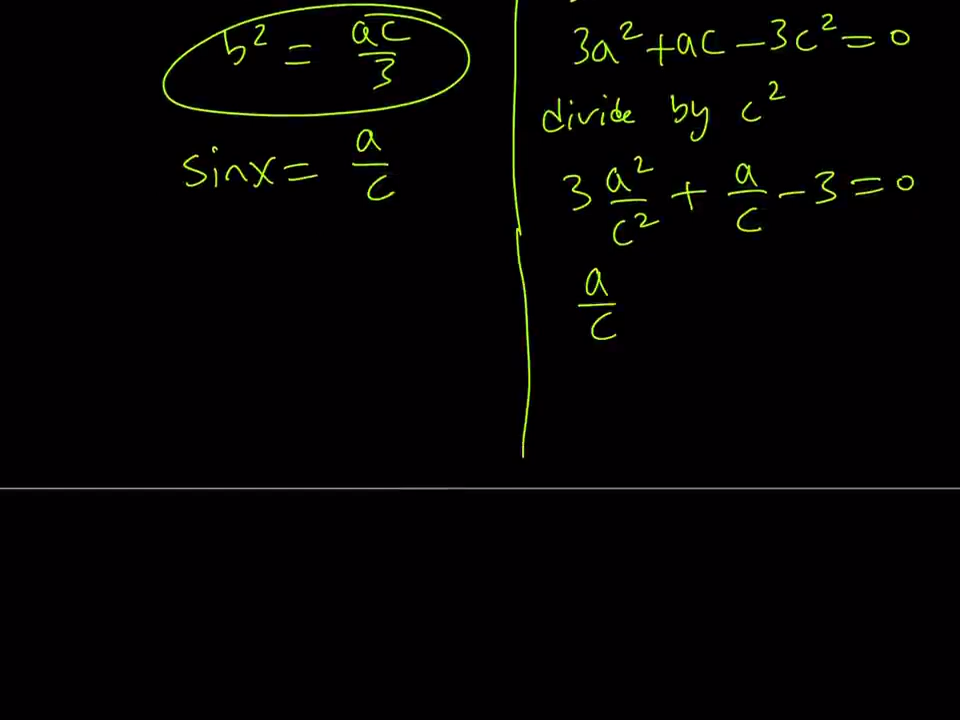 b² = ac/3
sinx = a/c
3a² + ac - 3c² = 0
divide by c²
3 a²/c² + a/c - 3 = 0
a/c